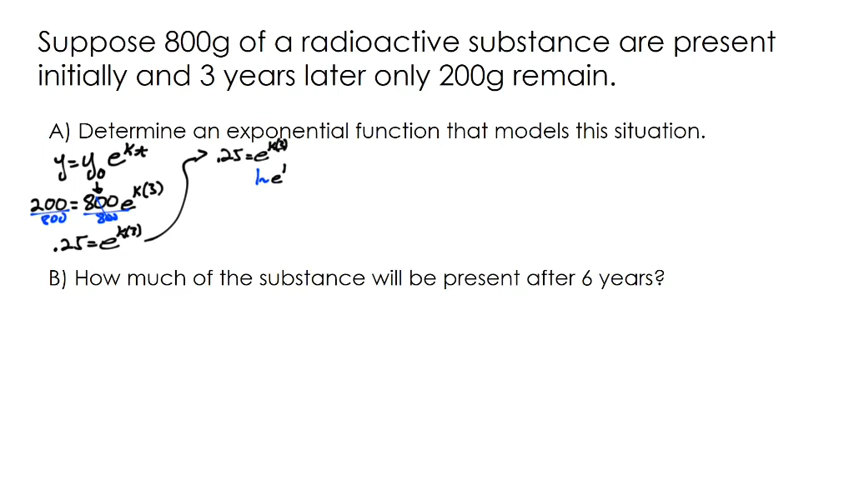 Suppose 800g of a radioactive substance are present
initially and 3 years later only 200g remain.
A) Determine an exponential function that models this situation.
y=y₀e^kt
200=800e^k(3)
800 800
.25=e^k(3)
.25=e^k(3)
ln e'
B) How much of the substance will be present after 6 years?